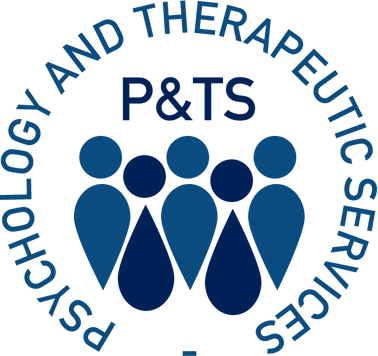 PSYCHOLOGY AND THERAPEUTIC SERVICES
P&TS
-